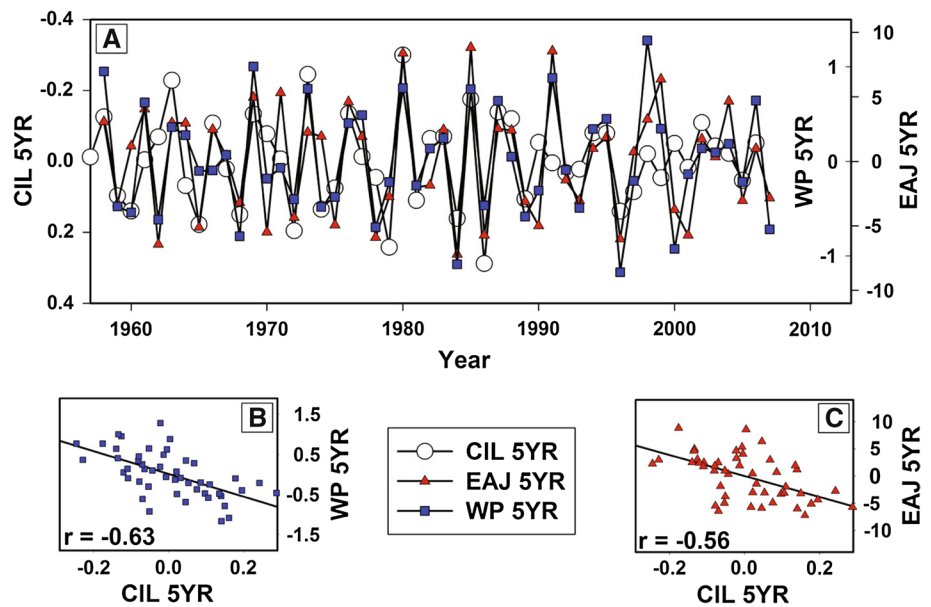 A
CIL 5YR
-0.4
-0.2
0.0
0.2
0.4
1960
1970
1980
1990
2000
2010
Year
WP 5YR
1
-1
EAJ 5YR
10
5
0
-5
-10
B
r = -0.63
-0.2
0.0
0.2
CIL 5YR
1.5
0.5
-0.5
-1.5
WP 5YR
CIL 5YR
EAJ 5YR
WP 5YR
C
r = -0.56
-0.2
0.0
0.2
CIL 5YR
10
5
0
-5
-10
EAJ 5YR